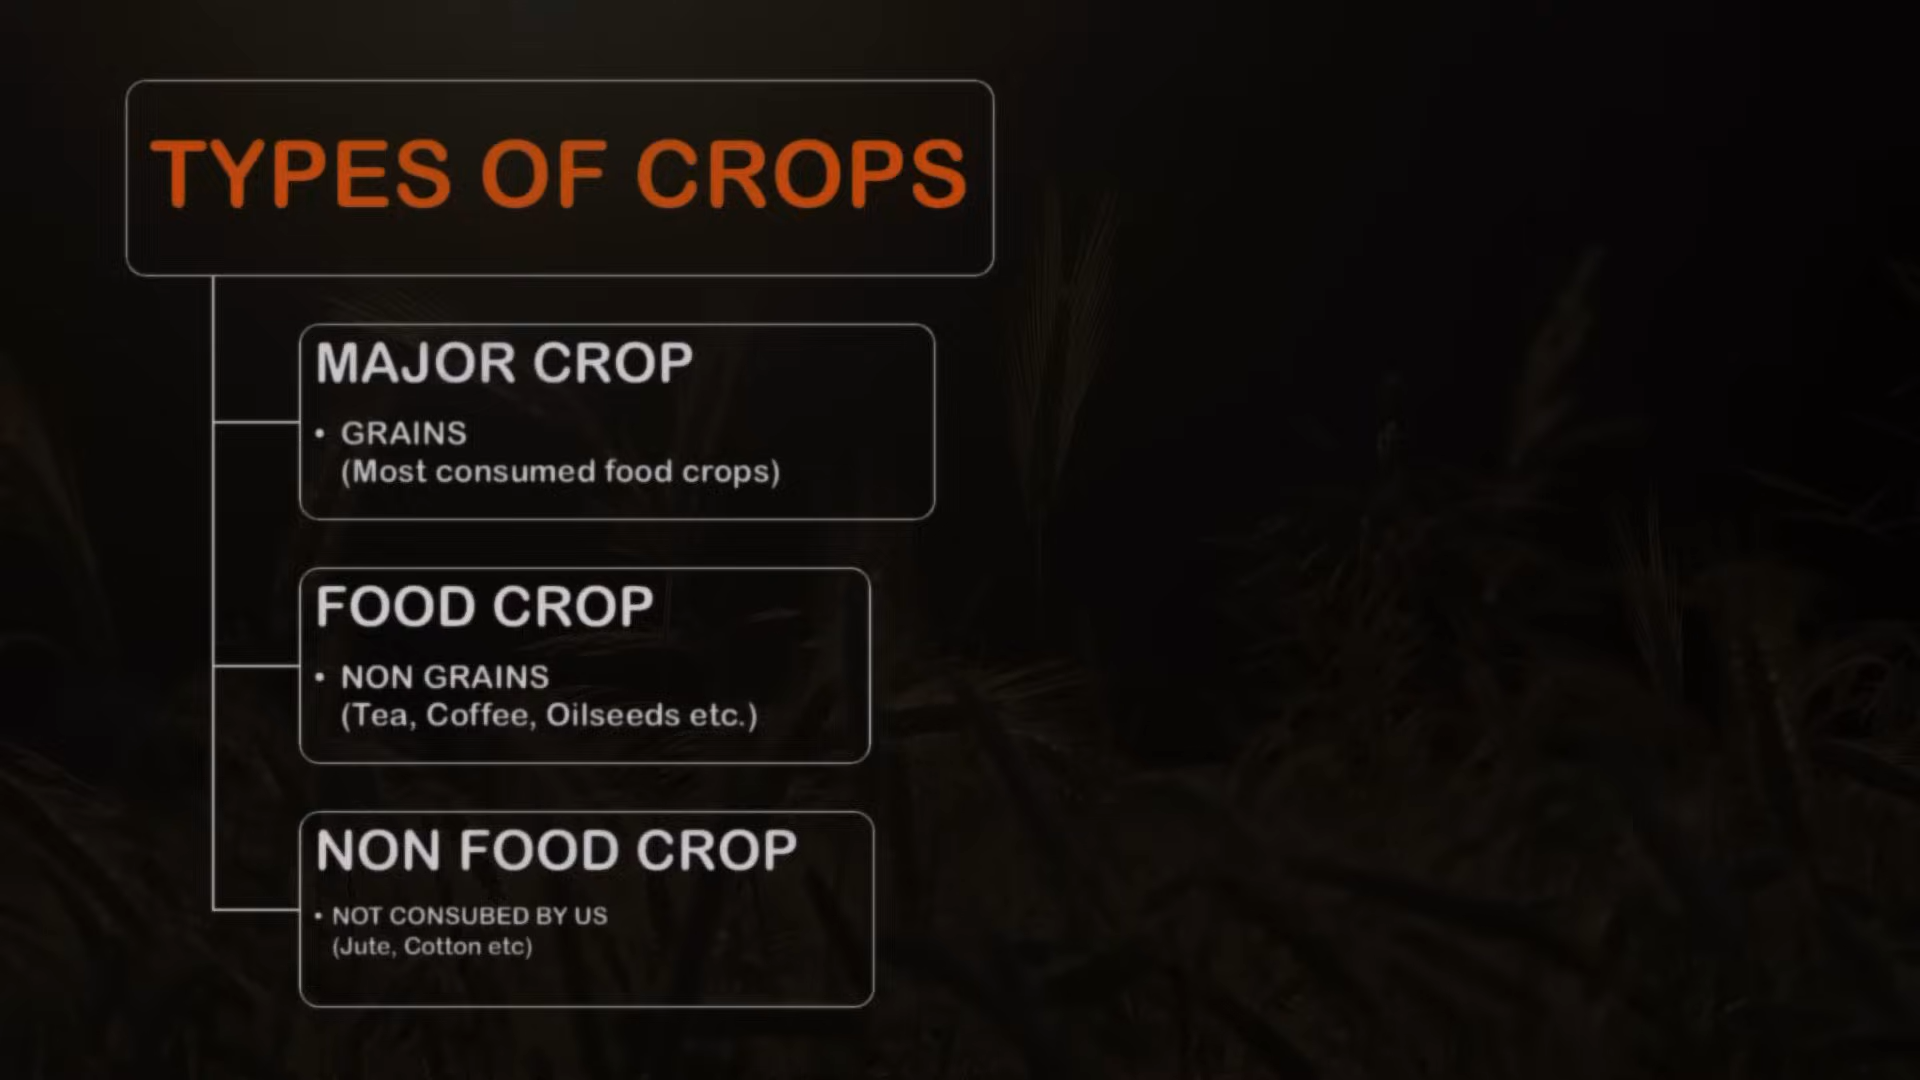 TYPES OF CROPS
MAJOR CROP
• GRAINS
(Most consumed food crops)
FOOD CROP
• NON GRAINS
(Tea, Coffee, Oilseeds etc.)
NON FOOD CROP
• NOT CONSUBED BY US
(Jute, Cotton etc)